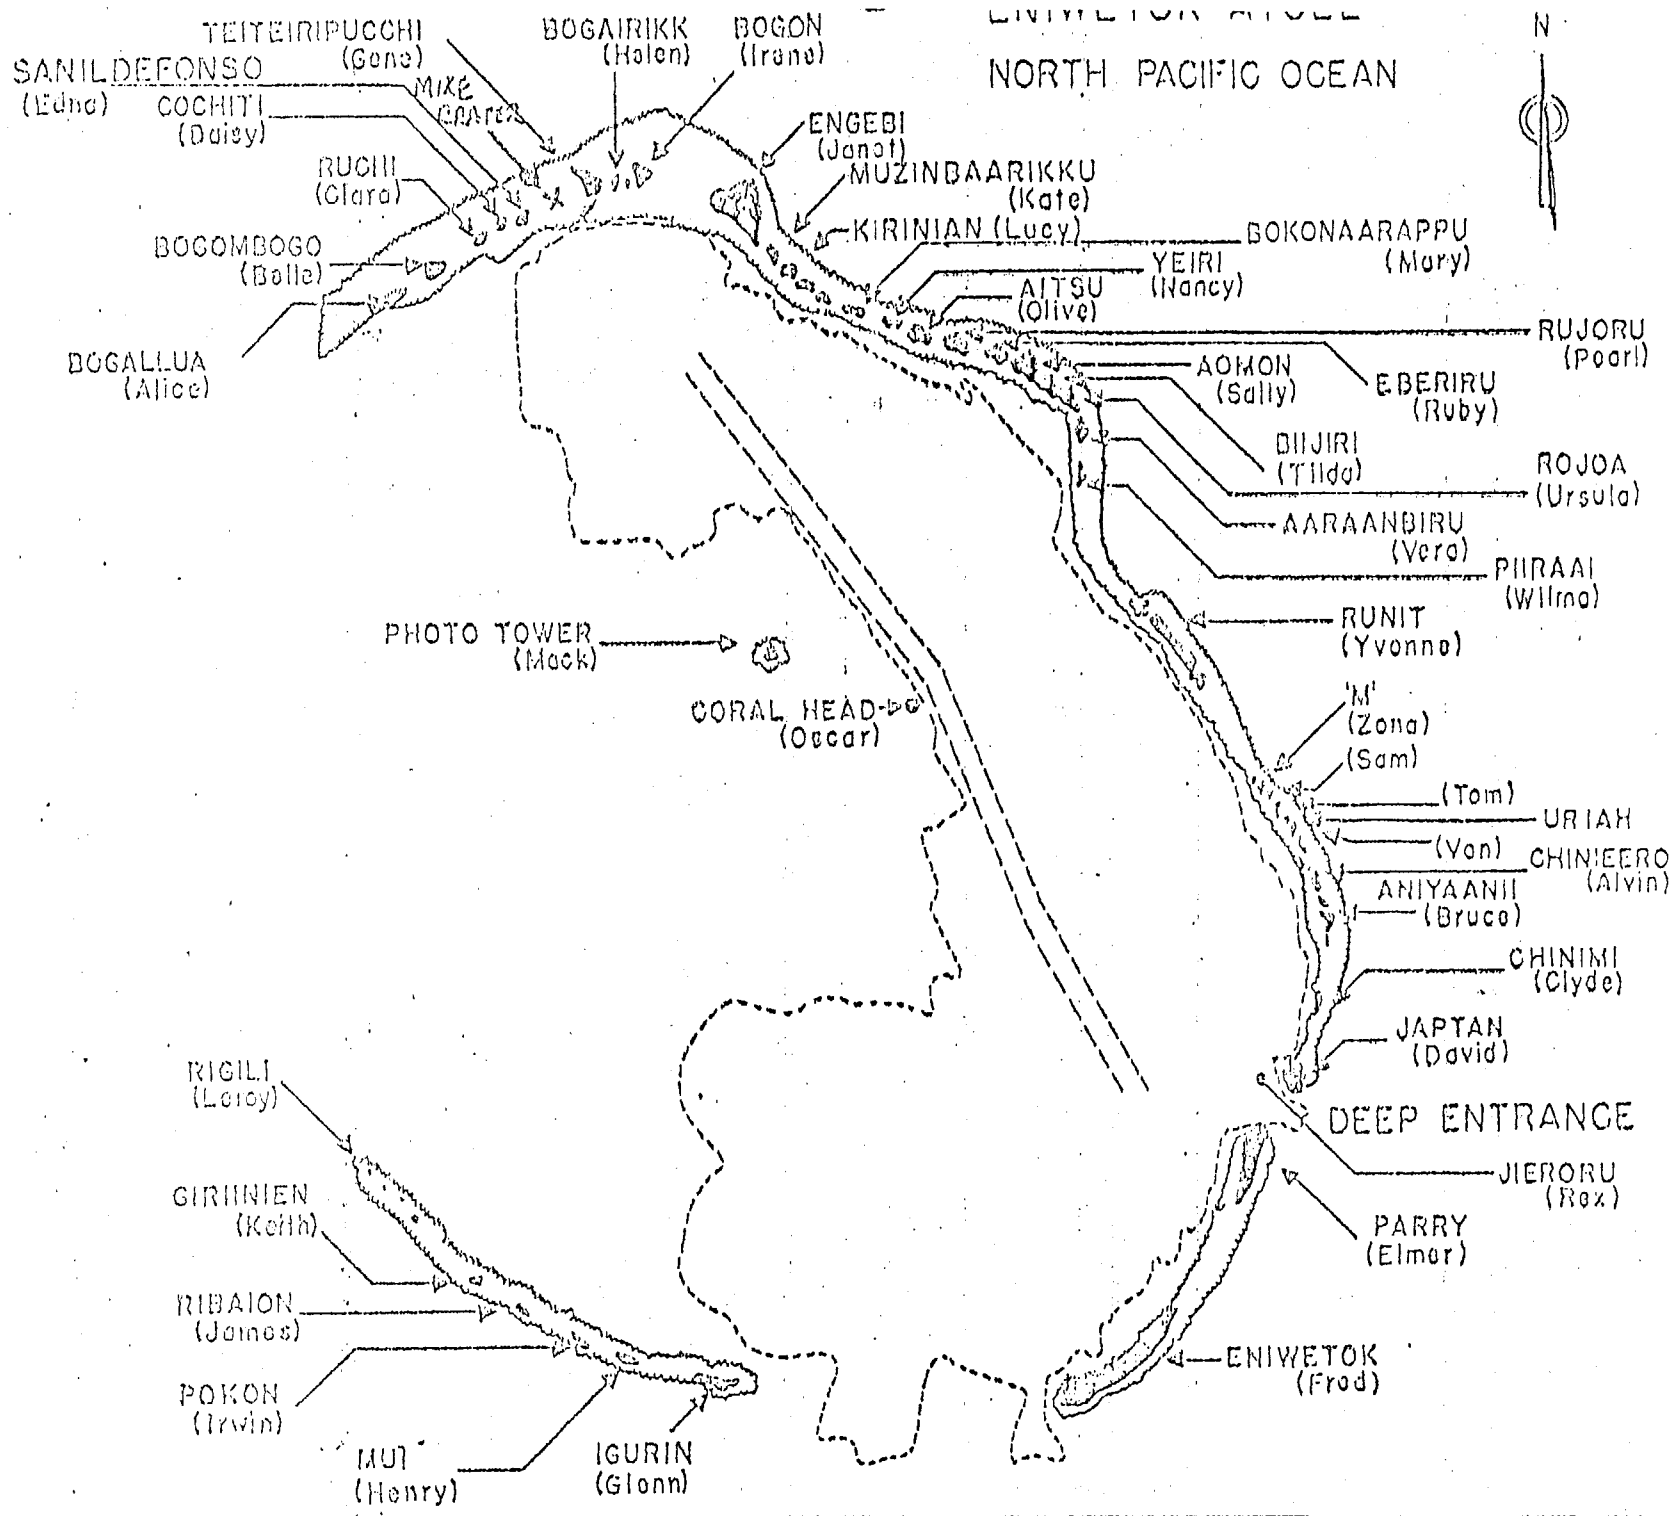 ENIWETOK ATOLL
NORTH PACIFIC OCEAN
N
TEITEIRIPUCCHI
(Gene)
BOGAIRIKK
(Helen)
BOGON
(Irene)
SANILDEFONSO
(Edna)
MIKE
CRATER
COCHITI
(Daisy)
RUCHI
(Clara)
BOGOMBOGO
(Belle)
BOGALLUA
(Alice)
ENGEBI
(Janet)
MUZINBAARIKKU
(Kate)
KIRINIAN (Lucy)
BOKONAARAPPU
(Mary)
YEIRI
(Nancy)
AITSU
(Olive)
RUJORU
(Pearl)
EBERIRU
(Ruby)
AOMON
(Sally)
BIIJIRI
(Tilda)
ROJOA
(Ursula)
AARAANBIRU
(Vera)
PIIRAAI
(Wilma)
RUNIT
(Yvonne)
PHOTO TOWER
(Mack)
CORAL HEAD
(Oscar)
'M'
(Zona)
(Sam)
(Tom)
URIAH
(Van)
CHINIEERO
(Alvin)
ANIYAANII
(Bruce)
CHINIMI
(Clyde)
JAPTAN
(David)
DEEP ENTRANCE
JIERORU
(Rex)
PARRY
(Elmer)
ENIWETOK
(Fred)
RIGILI
(Leroy)
GIRIINIEN
(Keith)
RIBAION
(James)
POKON
(Irwin)
MUI
(Henry)
IGURIN
(Glenn)